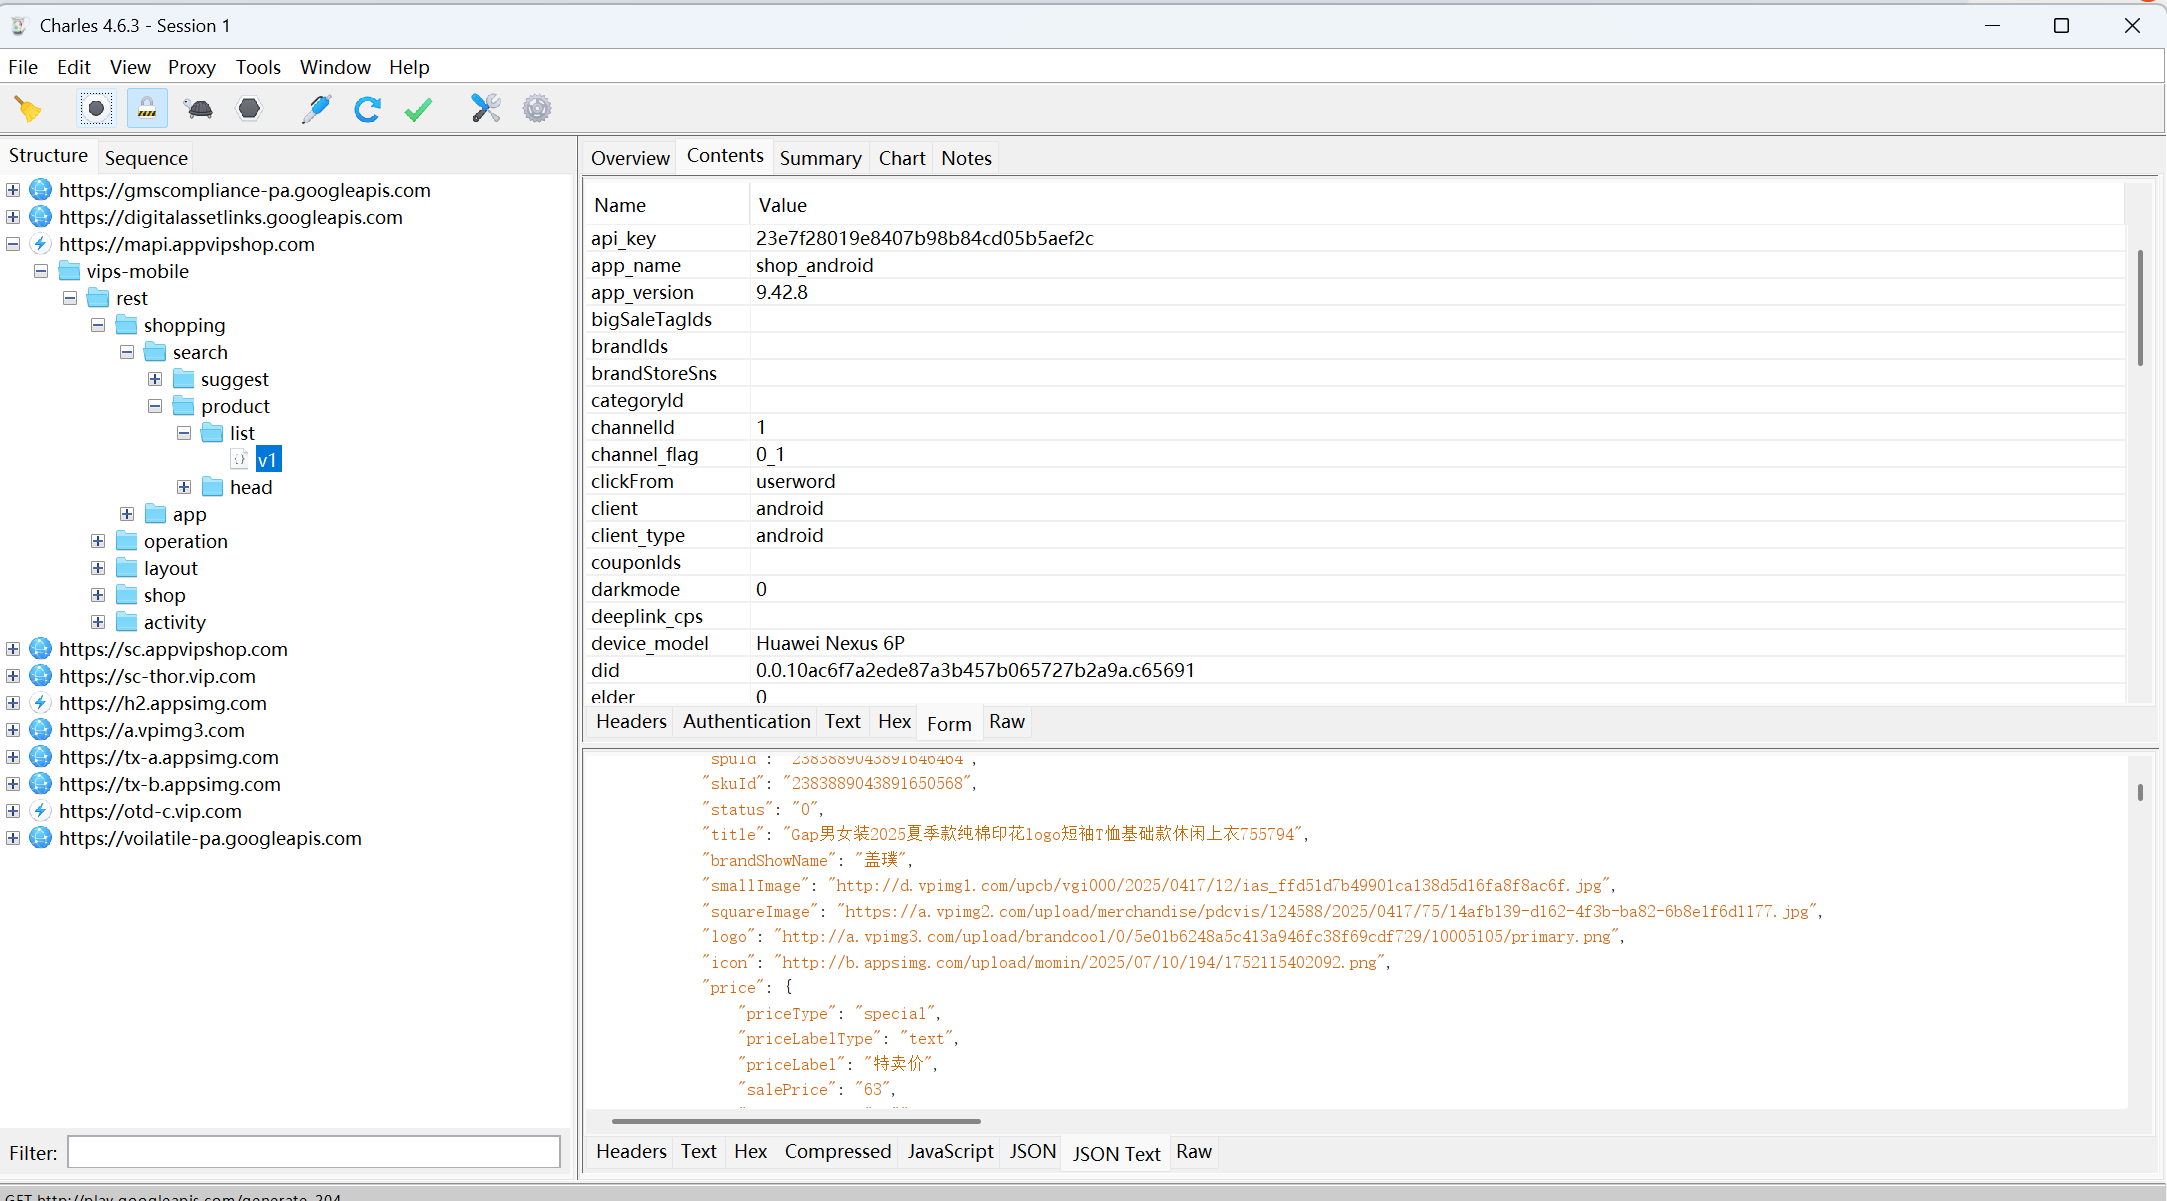 Charles 4.6.3 - Session 1
File Edit View Proxy Tools Window Help
Structure Sequence
https://gmscompliance-pa.googleapis.com
https://digitalassetlinks.googleapis.com
https://mapi.appvipshop.com
vips-mobile
rest
shopping
search
suggest
product
list
v1
head
app
operation
layout
shop
activity
https://sc.appvipshop.com
https://sc-thor.vip.com
https://h2.appsimg.com
https://a.vpimg3.com
https://tx-a.appsimg.com
https://tx-b.appsimg.com
https://otd-c.vip.com
https://voilatile-pa.googleapis.com
Filter:
Overview Contents Summary Chart Notes
Name Value
api_key 23e7f28019e8407b98b84cd05b5aef2c
app_name shop_android
app_version 9.42.8
bigSaleTagIds
brandIds
brandStoreSns
categoryId
channelId 1
channel_flag 0_1
clickFrom userword
client android
client_type android
couponIds
darkmode 0
deeplink_cps
device_model Huawei Nexus 6P
did 0.0.10ac6f7a2ede87a3b457b065727b2a9a.c65691
elder 0
Headers Authentication Text Hex Form Raw
"spuId": "2383889043891646464",
"skuId": "2383889043891650568",
"status": "0",
"title": "Gap男女装2025夏季款纯棉印花logo短袖T恤基础款休闲上衣755794",
"brandShowName": "盖璞",
"smallImage": "http://d.vpimg1.com/upcb/vgi000/2025/0417/12/ias_ffd51d7b49901ca138d5d16fa8f8ac6f.jpg",
"squareImage": "https://a.vpimg2.com/upload/merchandise/pdcvis/124588/2025/0417/75/14afb139-d162-4f3b-ba82-6b8e1f6d1177.jpg",
"logo": "http://a.vpimg3.com/upload/brandcool/0/5e01b6248a5c413a946fc38f69cdf729/10005105/primary.png",
"icon": "http://b.appsimg.com/upload/momin/2025/07/10/194/1752115402092.png",
"price": {
"priceType": "special",
"priceLabelType": "text",
"priceLabel": "特卖价",
"salePrice": "63",
Headers Text Hex Compressed JavaScript JSON JSON Text Raw
GET http://play.googleapis.com/generate_204